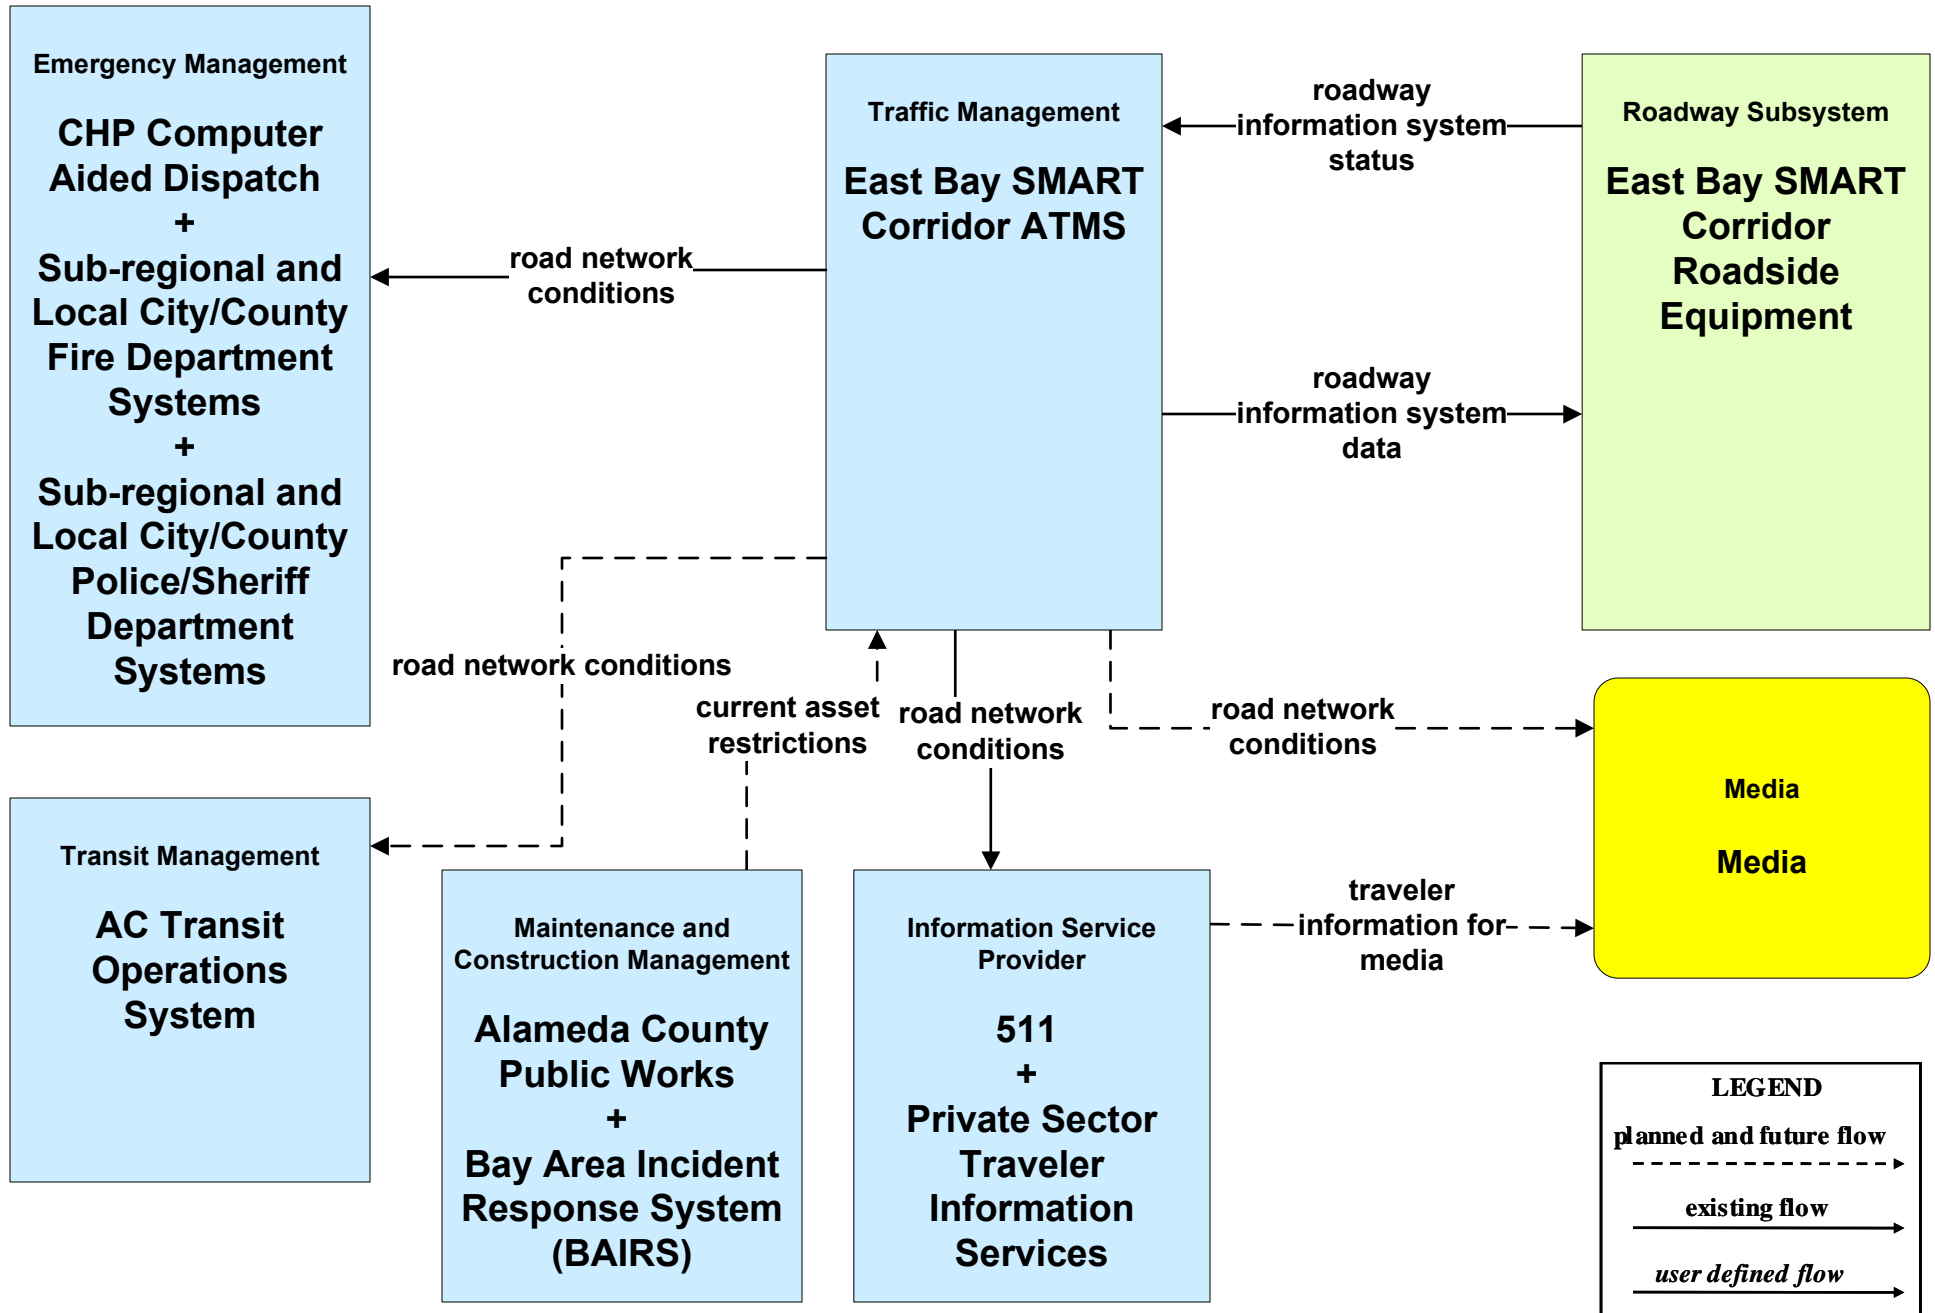 Emergency Management
CHP Computer
Aided Dispatch
+
Sub-regional and
Local City/County
Fire Department
Systems
+
Sub-regional and
Local City/County
Police/Sheriff
Department
Systems
road network
conditions
Traffic Management
East Bay SMART
Corridor ATMS
roadway
information system
status
roadway
information system
data
Roadway Subsystem
East Bay SMART
Corridor
Roadside
Equipment
road network conditions
current asset
restrictions
road network
conditions
road network
conditions
Media
Media
Transit Management
AC Transit
Operations
System
Maintenance and
Construction Management
Alameda County
Public Works
+
Bay Area Incident
Response System
(BAIRS)
Information Service
Provider
511
+
Private Sector
Traveler
Information
Services
traveler
information for
media
LEGEND
planned and future flow
existing flow
user defined flow